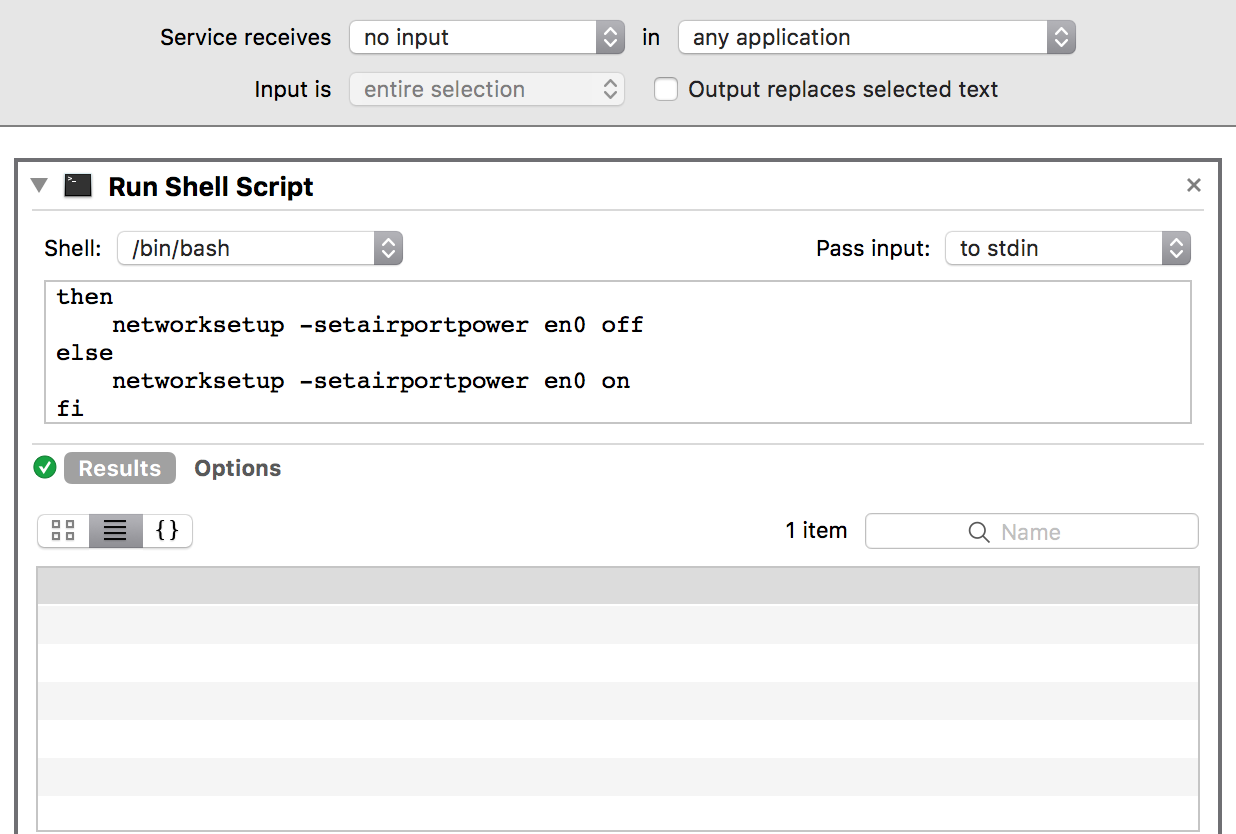 Service receives no input in any application
Input is entire selection Output replaces selected text
Run Shell Script
Shell: /bin/bash Pass input: to stdin
then
    networksetup -setairportpower en0 off
else
    networksetup -setairportpower en0 on
fi
Results Options
{} 1 item Name